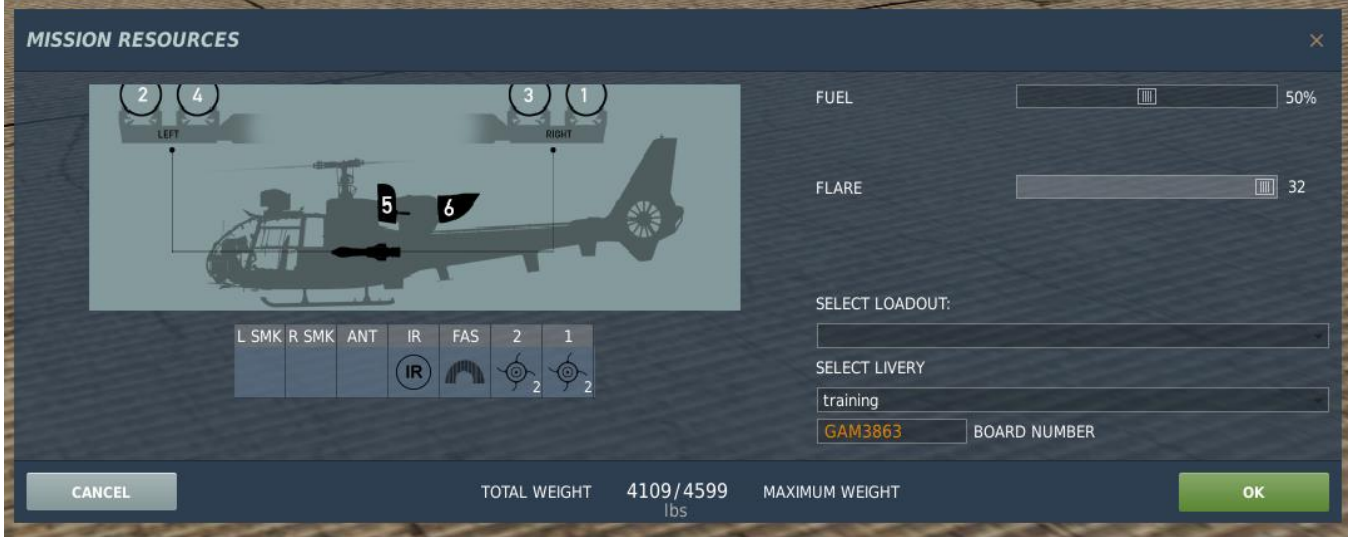 MISSION RESOURCES
×
2 4 3 1
LEFT RIGHT
5 6
L SMK R SMK ANT IR FAS 2 1
IR 2 2
FUEL 50%
FLARE 32
SELECT LOADOUT:
SELECT LIVERY
training
GAM3863 BOARD NUMBER
CANCEL TOTAL WEIGHT 4109/4599 MAXIMUM WEIGHT OK
lbs